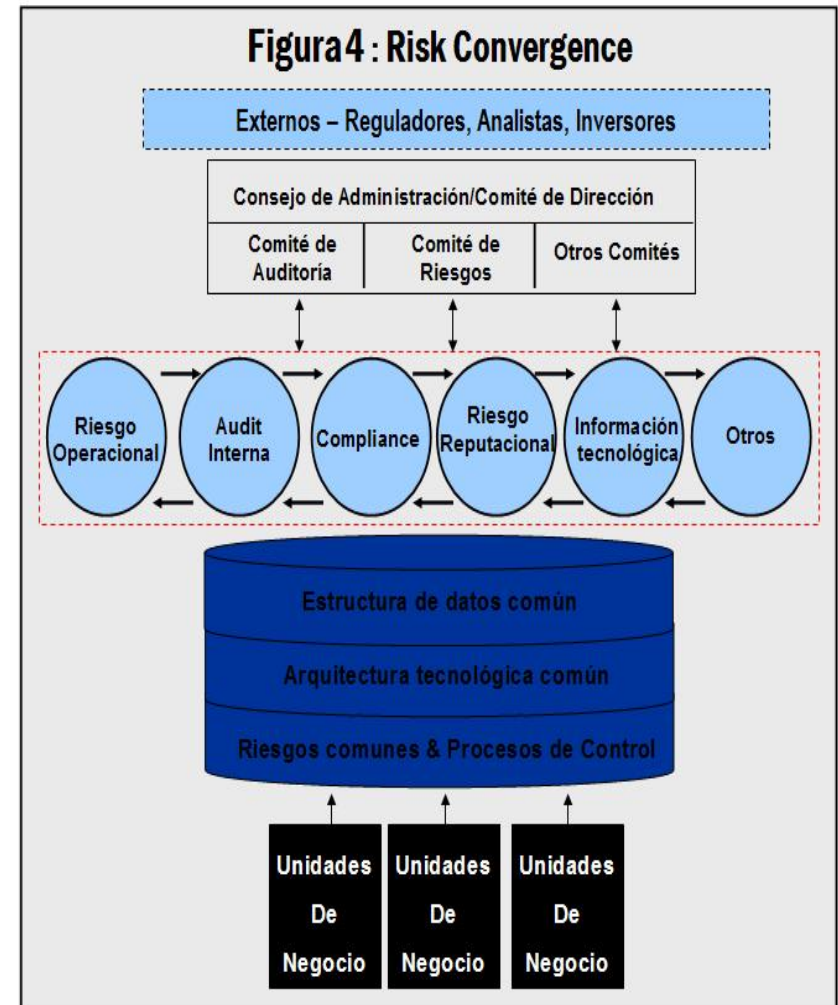 Figura4 : Risk Convergence
Externos – Reguladores, Analistas, Inversores
Consejo de Administración/Comité de Dirección
Comité de
Auditoría
Comité de
Riesgos
Otros Comités
Riesgo
Operacional
Audit
Interna
Compliance
Riesgo
Reputacional
Información
tecnológica
Otros
Estructura de datos común
Arquitectura tecnológica común
Riesgos comunes & Procesos de Control
Unidades
De
Negocio
Unidades
De
Negocio
Unidades
De
Negocio